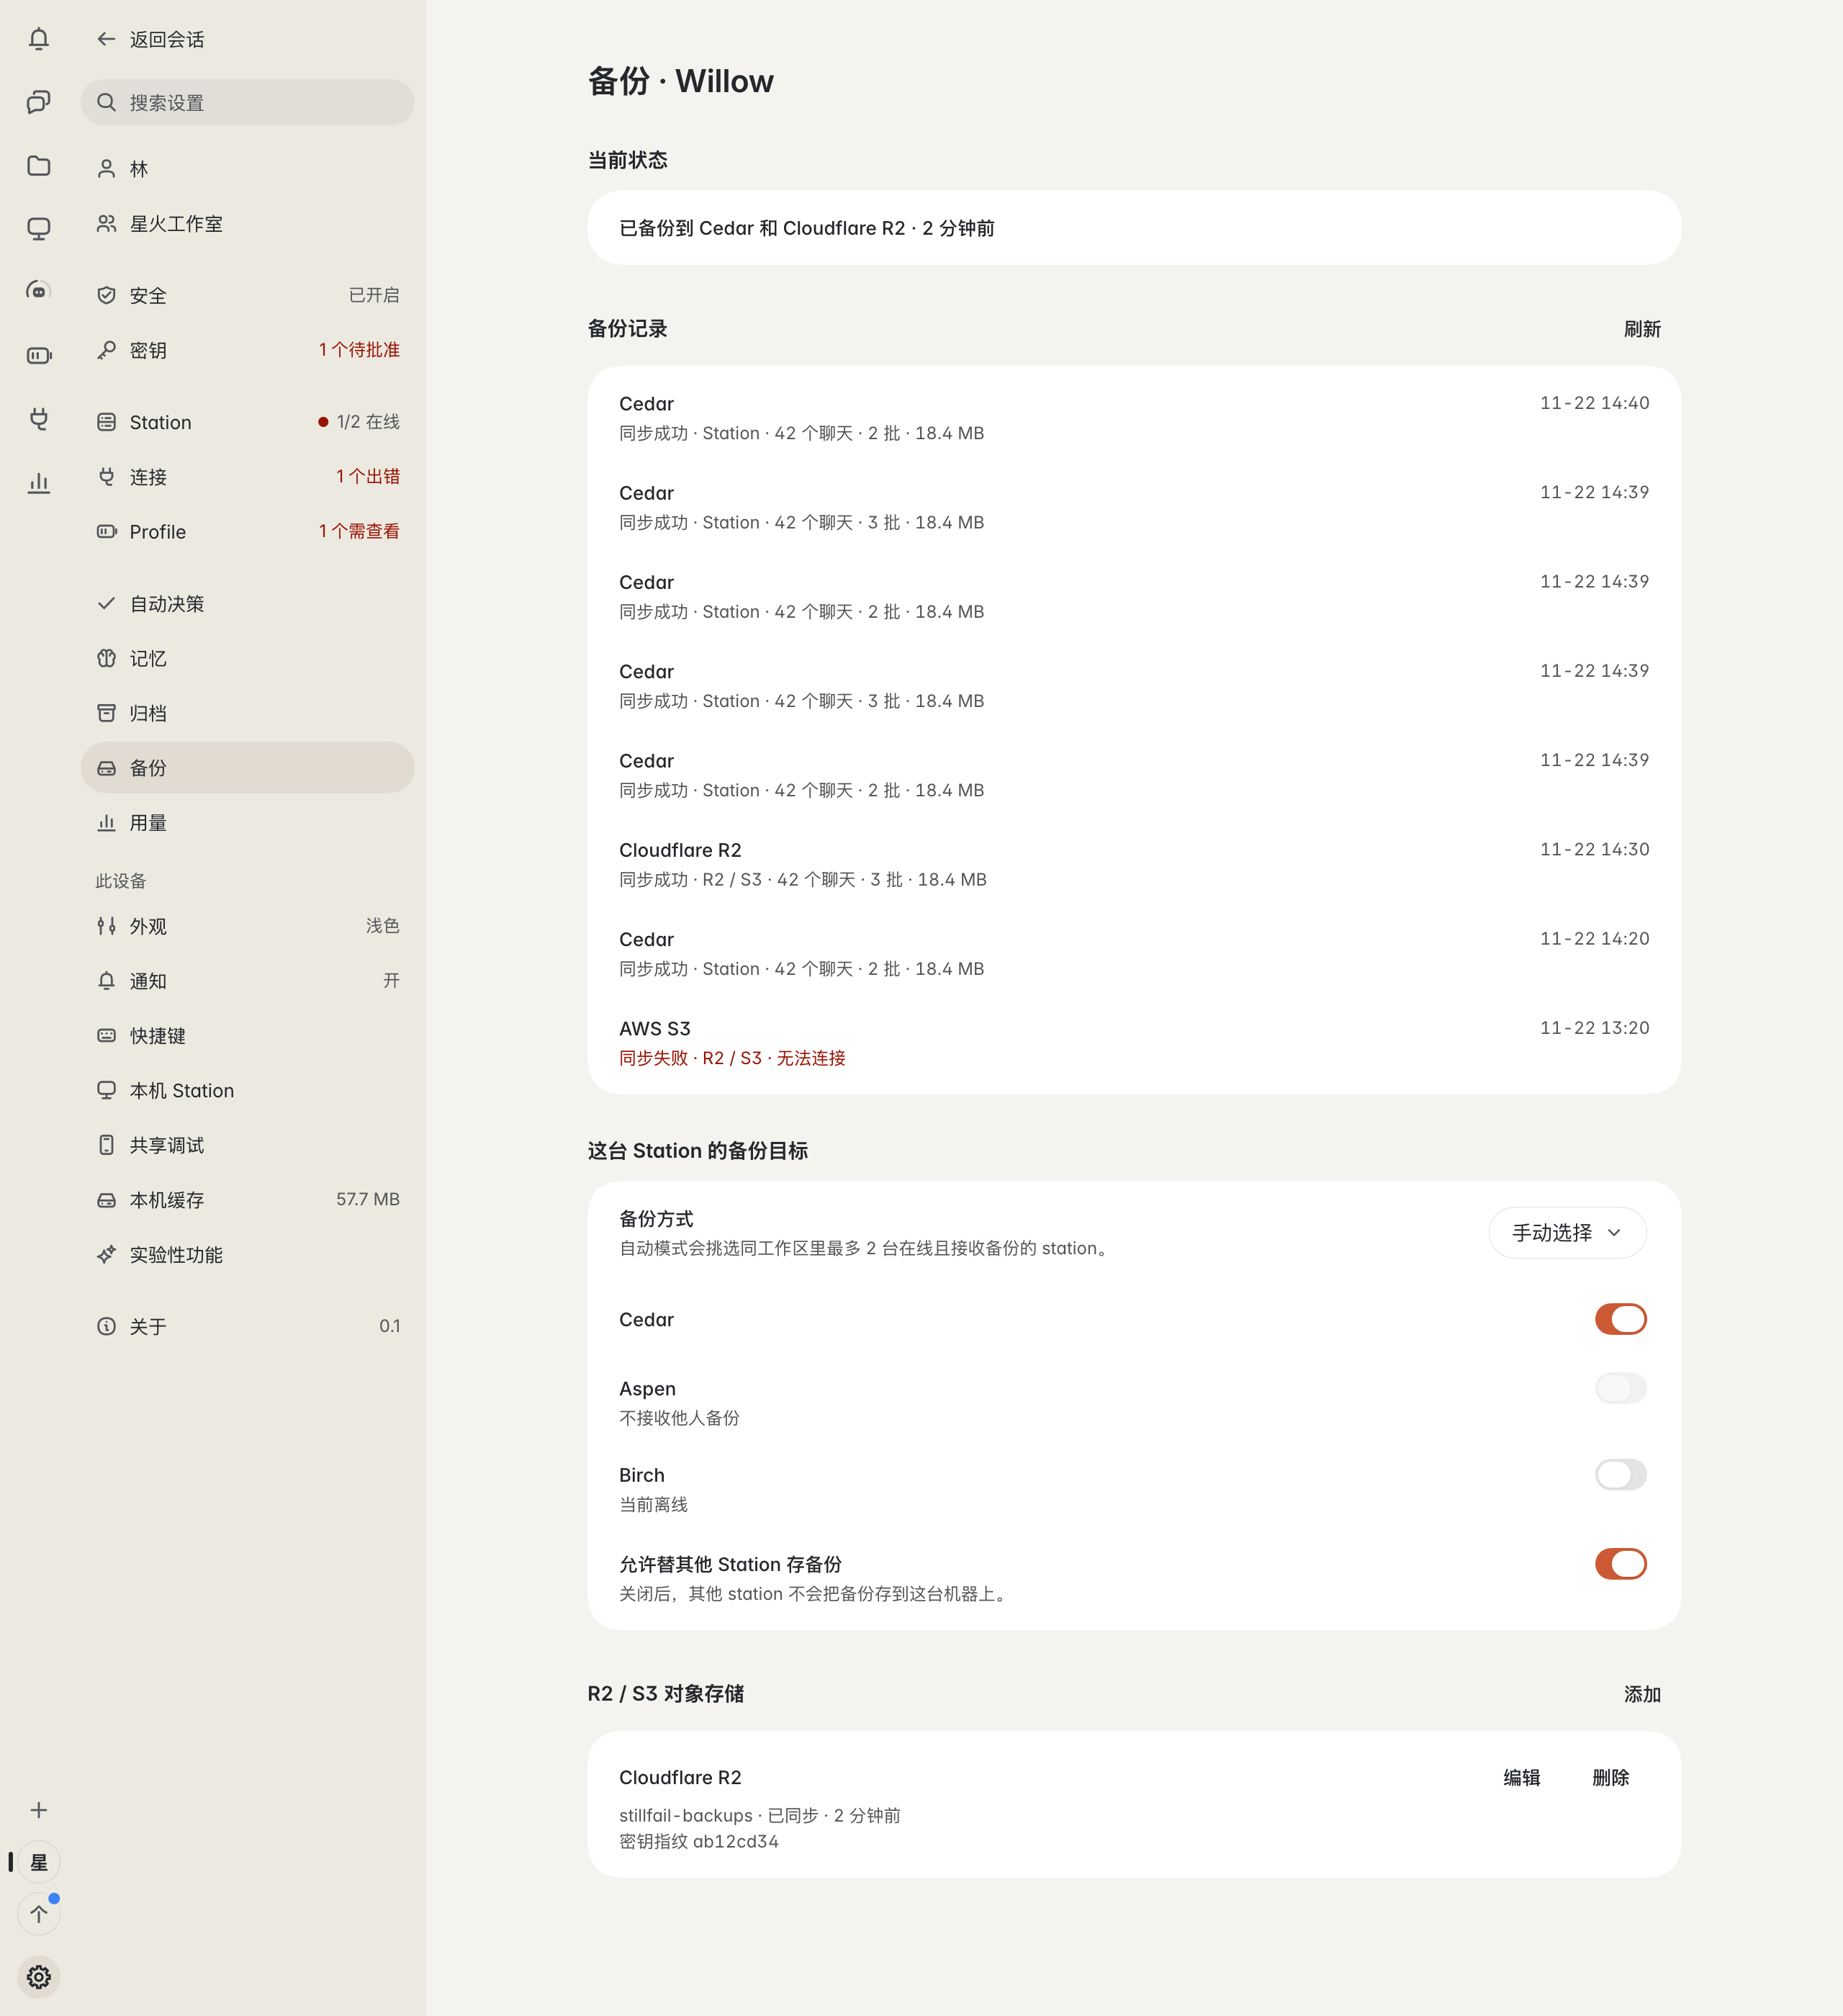 返回会话
搜索设置
林
星火工作室
安全 已开启
密钥 1 个待批准
Station 1/2 在线
连接 1 个出错
Profile 1 个需查看
自动决策
记忆
归档
备份
用量
此设备
外观 浅色
通知 开
快捷键
本机 Station
共享调试
本机缓存 57.7 MB
实验性功能
关于 0.1
星
个
备份 · Willow
当前状态
已备份到 Cedar 和 Cloudflare R2 · 2 分钟前
备份记录 刷新
Cedar 11-22 14:40
同步成功 · Station · 42 个聊天 · 2 批 · 18.4 MB
Cedar 11-22 14:39
同步成功 · Station · 42 个聊天 · 3 批 · 18.4 MB
Cedar 11-22 14:39
同步成功 · Station · 42 个聊天 · 2 批 · 18.4 MB
Cedar 11-22 14:39
同步成功 · Station · 42 个聊天 · 3 批 · 18.4 MB
Cedar 11-22 14:39
同步成功 · Station · 42 个聊天 · 2 批 · 18.4 MB
Cloudflare R2 11-22 14:30
同步成功 · R2 / S3 · 42 个聊天 · 3 批 · 18.4 MB
Cedar 11-22 14:20
同步成功 · Station · 42 个聊天 · 2 批 · 18.4 MB
AWS S3 11-22 13:20
同步失败 · R2 / S3 · 无法连接
这台 Station 的备份目标
备份方式 手动选择
自动模式会挑选同工作区里最多 2 台在线且接收备份的 station。
Cedar
Aspen
不接收他人备份
Birch
当前离线
允许替其他 Station 存备份
关闭后，其他 station 不会把备份存到这台机器上。
R2 / S3 对象存储 添加
Cloudflare R2 编辑 删除
stillfail-backups · 已同步 · 2 分钟前
密钥指纹 ab12cd34